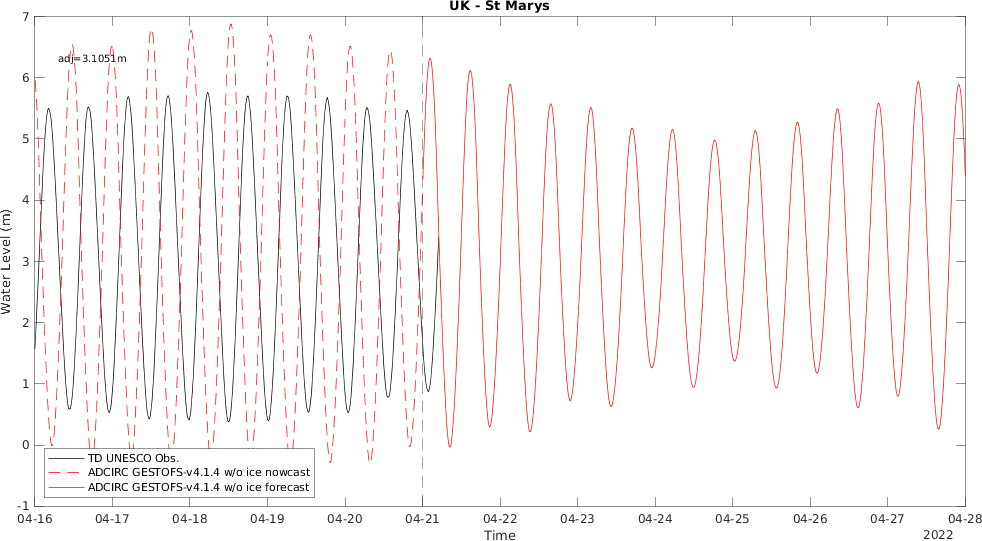 UK - St Marys
7
adj=3.1051m
6
5
4
3
2
1
0
-1
Water Level (m)
TD UNESCO Obs.
ADCIRC GESTOFS-v4.1.4 w/o ice nowcast
ADCIRC GESTOFS-v4.1.4 w/o ice forecast
04-16 04-17 04-18 04-19 04-20 04-21 04-22 04-23 04-24 04-25 04-26 04-27 04-28
Time
2022